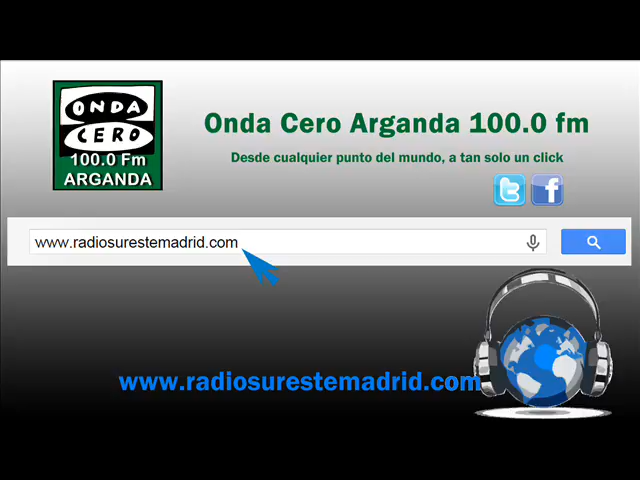 ONDA
CERO
100.0 Fm
ARGANDA
Onda Cero Arganda 100.0 fm
Desde cualquier punto del mundo, a tan solo un click
www.radiosurestemadrid.com
www.radiosurestemadrid.com